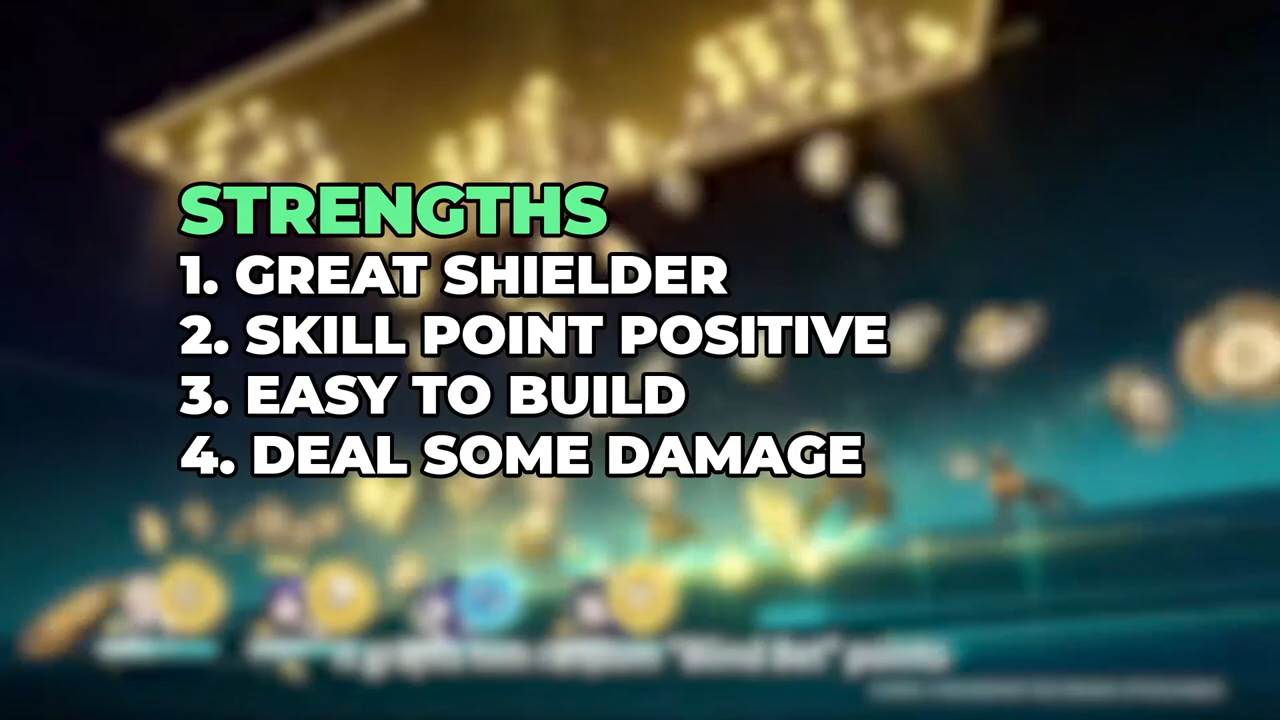 STRENGTHS
1. GREAT SHIELDER
2. SKILL POINT POSITIVE
3. EASY TO BUILD
4. DEAL SOME DAMAGE